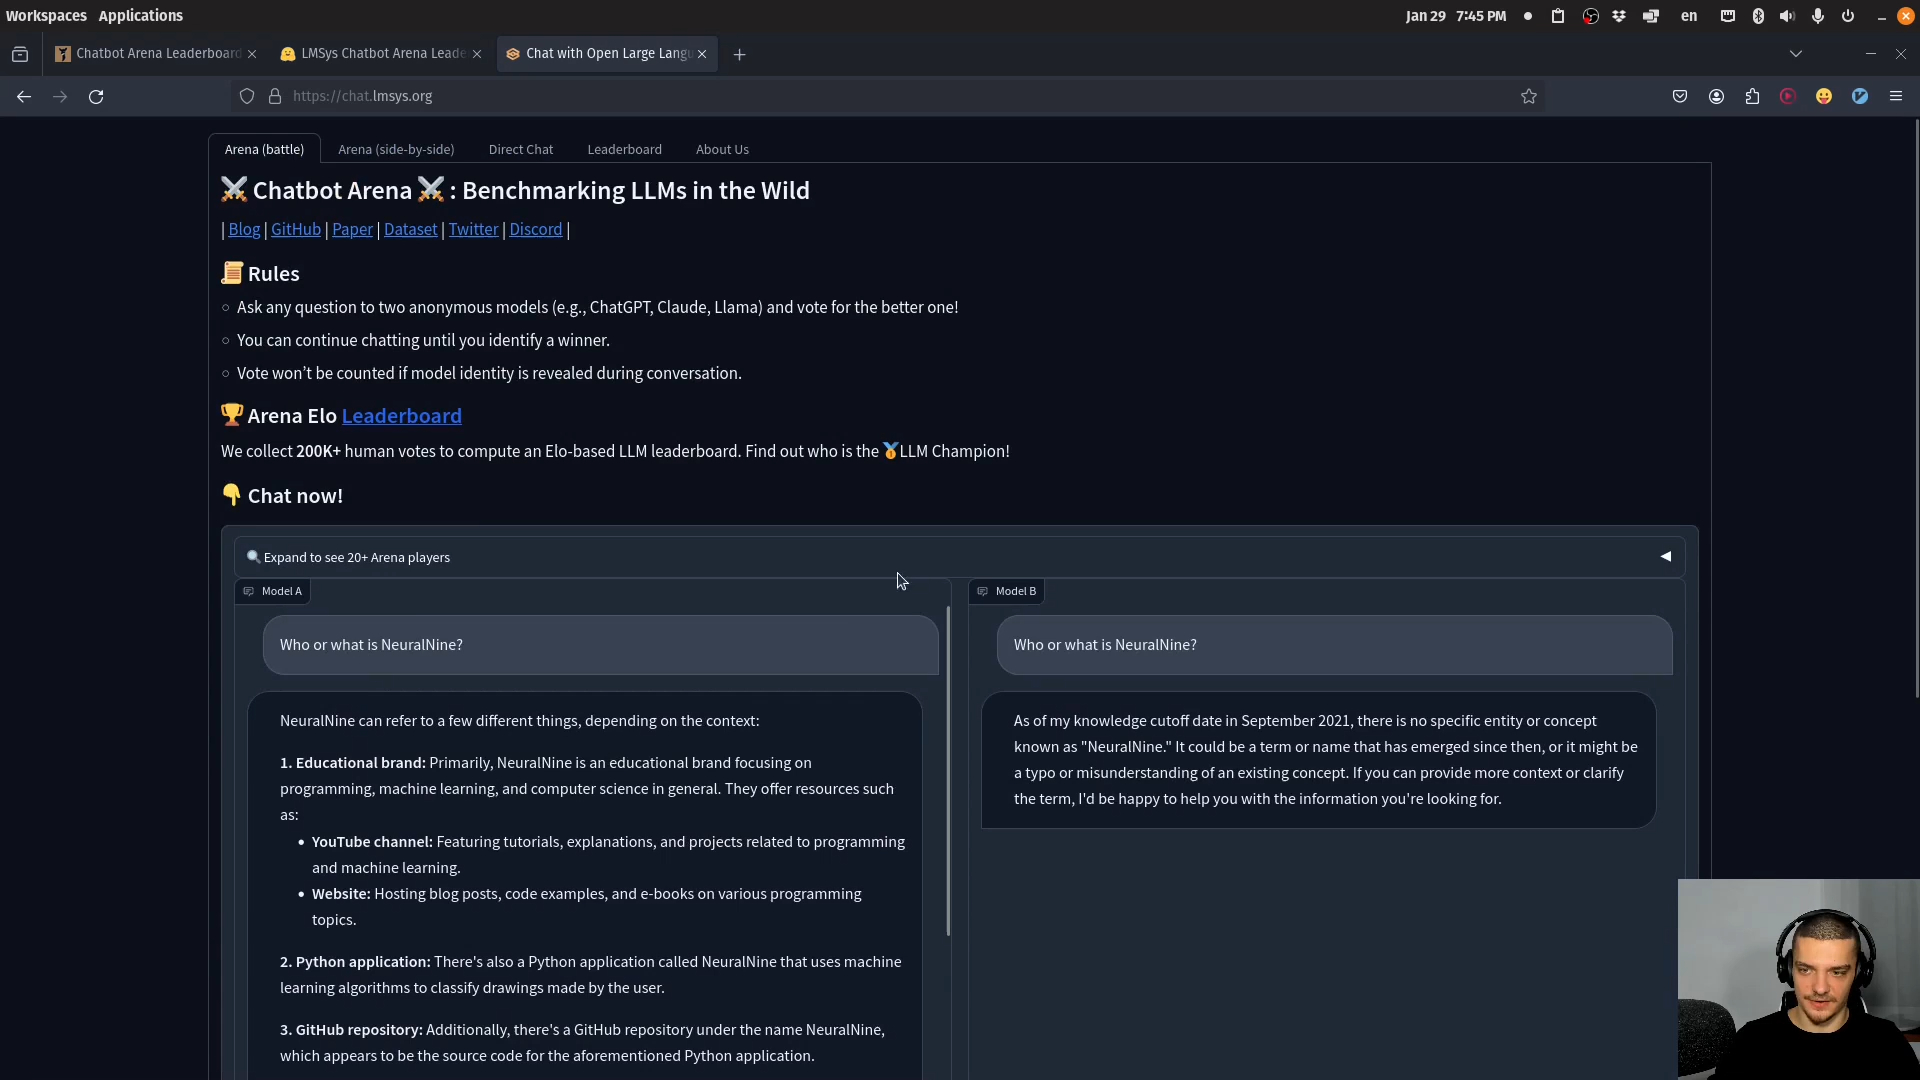 Workspaces Applications
Jan 29 7:45 PM
en
Chatbot Arena Leaderboard
LMSys Chatbot Arena Leade
Chat with Open Large Langu
https://chat.lmsys.org
Arena (battle) Arena (side-by-side) Direct Chat Leaderboard About Us
⚔️ Chatbot Arena ⚔️ : Benchmarking LLMs in the Wild
| Blog | GitHub | Paper | Dataset | Twitter | Discord |
📜 Rules
○ Ask any question to two anonymous models (e.g., ChatGPT, Claude, Llama) and vote for the better one!
○ You can continue chatting until you identify a winner.
○ Vote won’t be counted if model identity is revealed during conversation.
🏆 Arena Elo Leaderboard
We collect 200K+ human votes to compute an Elo-based LLM leaderboard. Find out who is the 🥇LLM Champion!
👇 Chat now!
🔍 Expand to see 20+ Arena players
Model A
Who or what is NeuralNine?
NeuralNine can refer to a few different things, depending on the context:
1. Educational brand: Primarily, NeuralNine is an educational brand focusing on
programming, machine learning, and computer science in general. They offer resources such
as:
• YouTube channel: Featuring tutorials, explanations, and projects related to programming
and machine learning.
• Website: Hosting blog posts, code examples, and e-books on various programming
topics.
2. Python application: There's also a Python application called NeuralNine that uses machine
learning algorithms to classify drawings made by the user.
3. GitHub repository: Additionally, there's a GitHub repository under the name NeuralNine,
which appears to be the source code for the aforementioned Python application.
Model B
Who or what is NeuralNine?
As of my knowledge cutoff date in September 2021, there is no specific entity or concept
known as "NeuralNine." It could be a term or name that has emerged since then, or it might be
a typo or misunderstanding of an existing concept. If you can provide more context or clarify
the term, I'd be happy to help you with the information you're looking for.